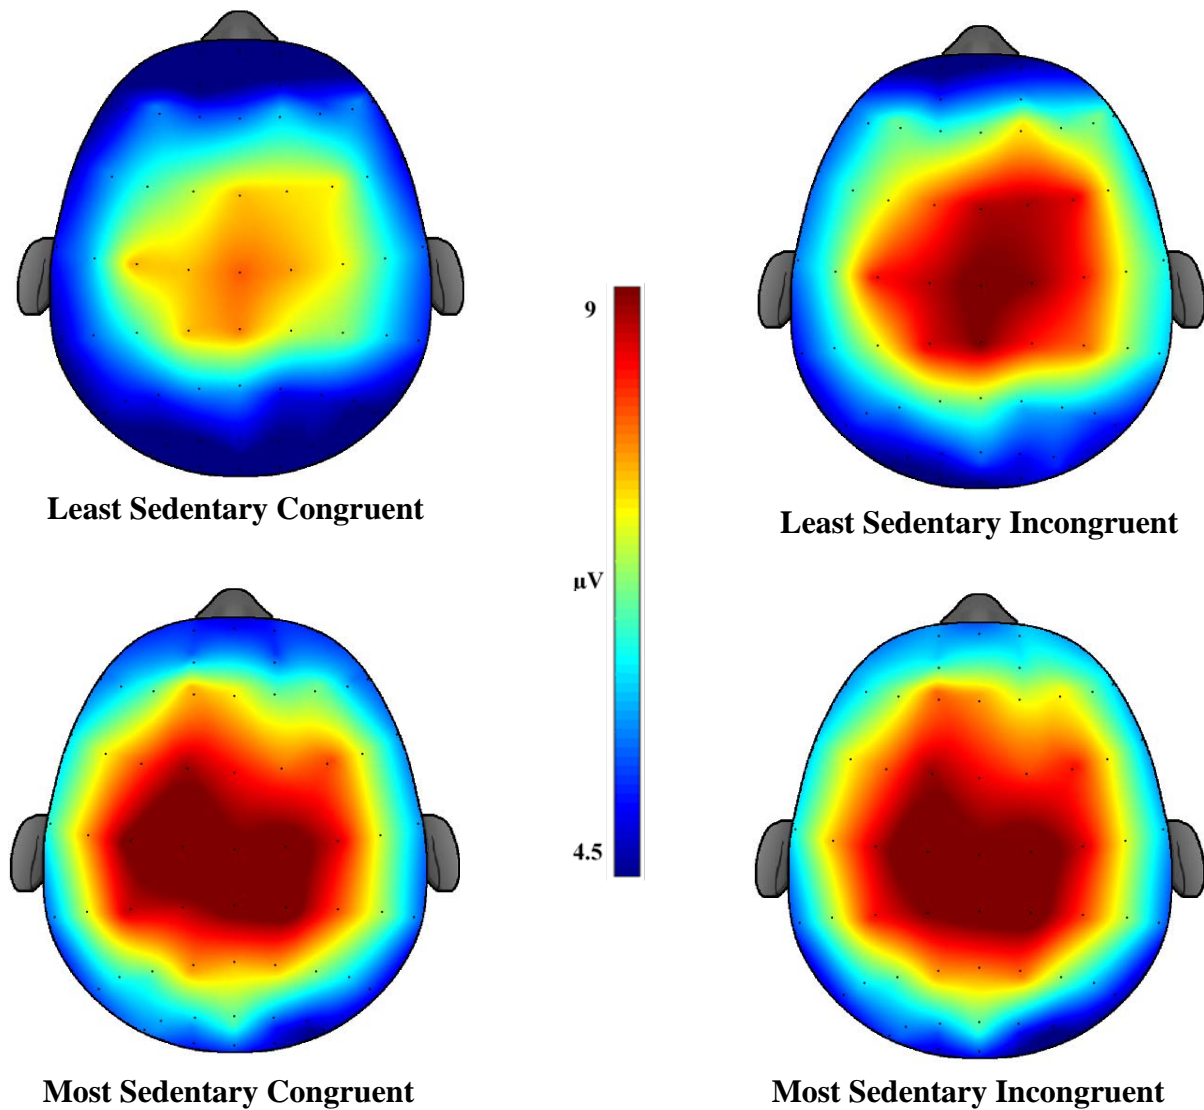 Least Sedentary Congruent
Least Sedentary Incongruent
9
μV
4.5
Most Sedentary Congruent
Most Sedentary Incongruent